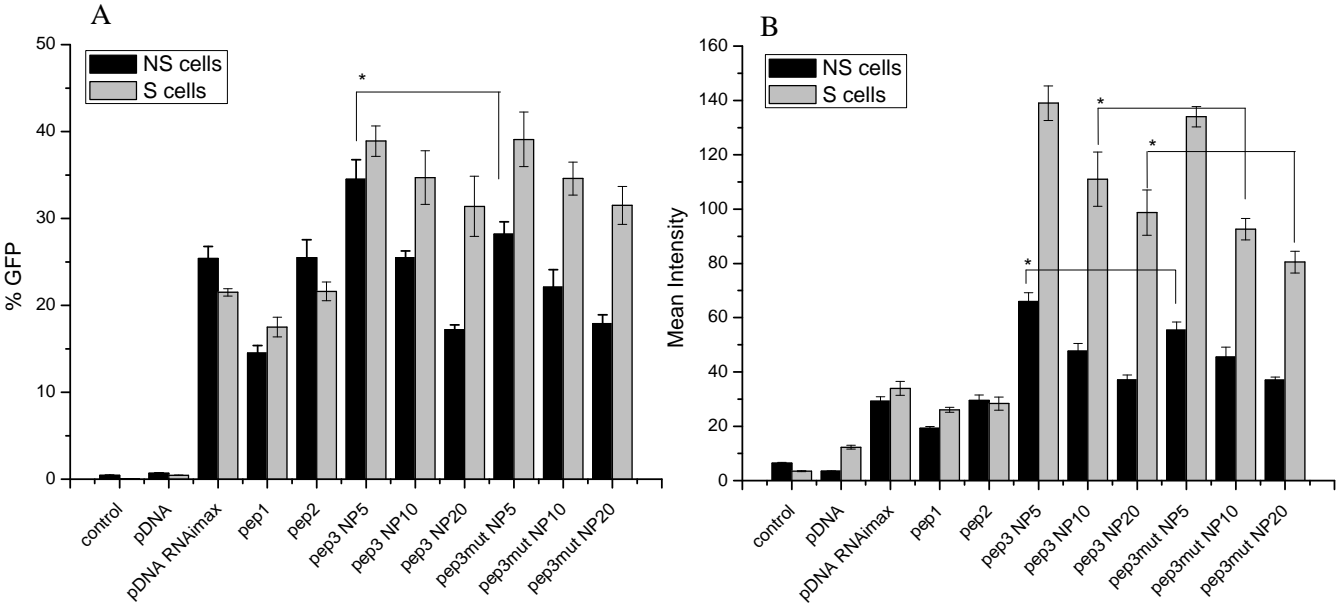 A
50
40
30
20
10
0
% GFP
NS cells
S cells
*
control
pDNA
pDNA RNAimax
pep1
pep2
pep3 NP5
pep3 NP10
pep3 NP20
pep3mut NP5
pep3mut NP10
pep3mut NP20
B
160
140
120
100
80
60
40
20
0
Mean Intensity
NS cells
S cells
*
*
*
control
pDNA
pDNA RNAimax
pep1
pep2
pep3 NP5
pep3 NP10
pep3 NP20
pep3mut NP5
pep3mut NP10
pep3mut NP20